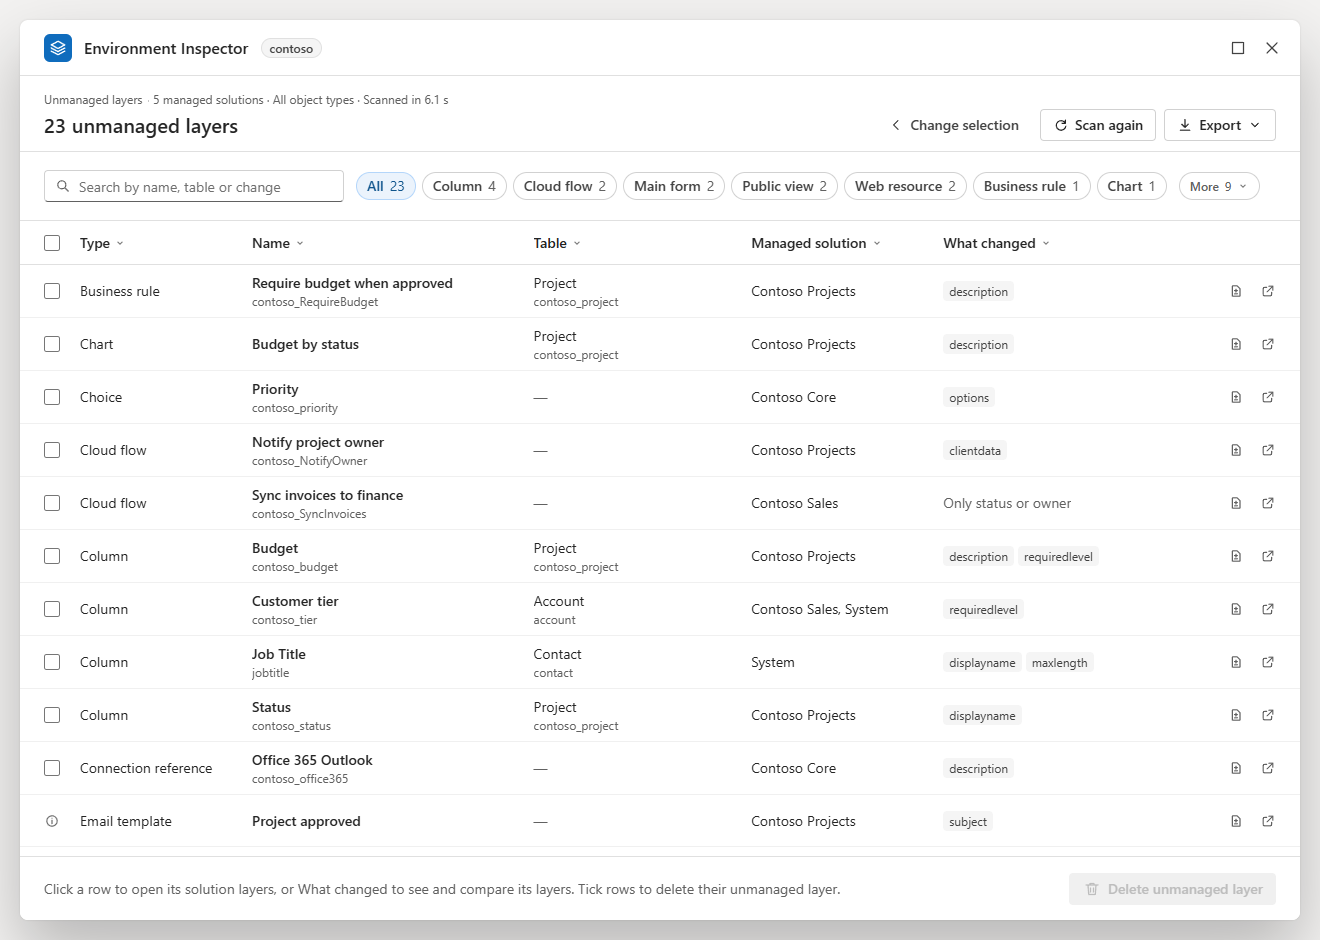 Environment Inspector contoso
Unmanaged layers · 5 managed solutions · All object types · Scanned in 6.1 s
23 unmanaged layers
Change selection Scan again Export
Search by name, table or change All 23 Column 4 Cloud flow 2 Main form 2 Public view 2 Web resource 2 Business rule 1 Chart 1 More 9
Type Name Table Managed solution What changed
Business rule Require budget when approved Project Contoso Projects description
contoso_RequireBudget contoso_project
Chart Budget by status Project Contoso Projects description
contoso_project
Choice Priority — Contoso Core options
contoso_priority
Cloud flow Notify project owner — Contoso Projects clientdata
contoso_NotifyOwner
Cloud flow Sync invoices to finance — Contoso Sales Only status or owner
contoso_SyncInvoices
Column Budget Project Contoso Projects description requiredlevel
contoso_budget contoso_project
Column Customer tier Account Contoso Sales, System requiredlevel
contoso_tier account
Column Job Title Contact System displayname maxlength
jobtitle contact
Column Status Project Contoso Projects displayname
contoso_status contoso_project
Connection reference Office 365 Outlook — Contoso Core description
contoso_office365
Email template Project approved — Contoso Projects subject
Click a row to open its solution layers, or What changed to see and compare its layers. Tick rows to delete their unmanaged layer.
Delete unmanaged layer